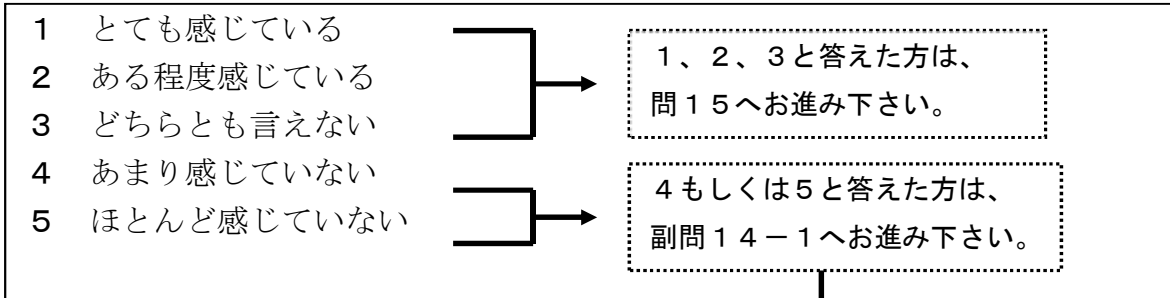 1 とても感じている
2 ある程度感じている
3 どちらとも言えない
4 あまり感じていない
5 ほとんど感じていない
1、2、3と答えた方は、
問15へお進み下さい。
4もしくは5と答えた方は、
副問14-1へお進み下さい。